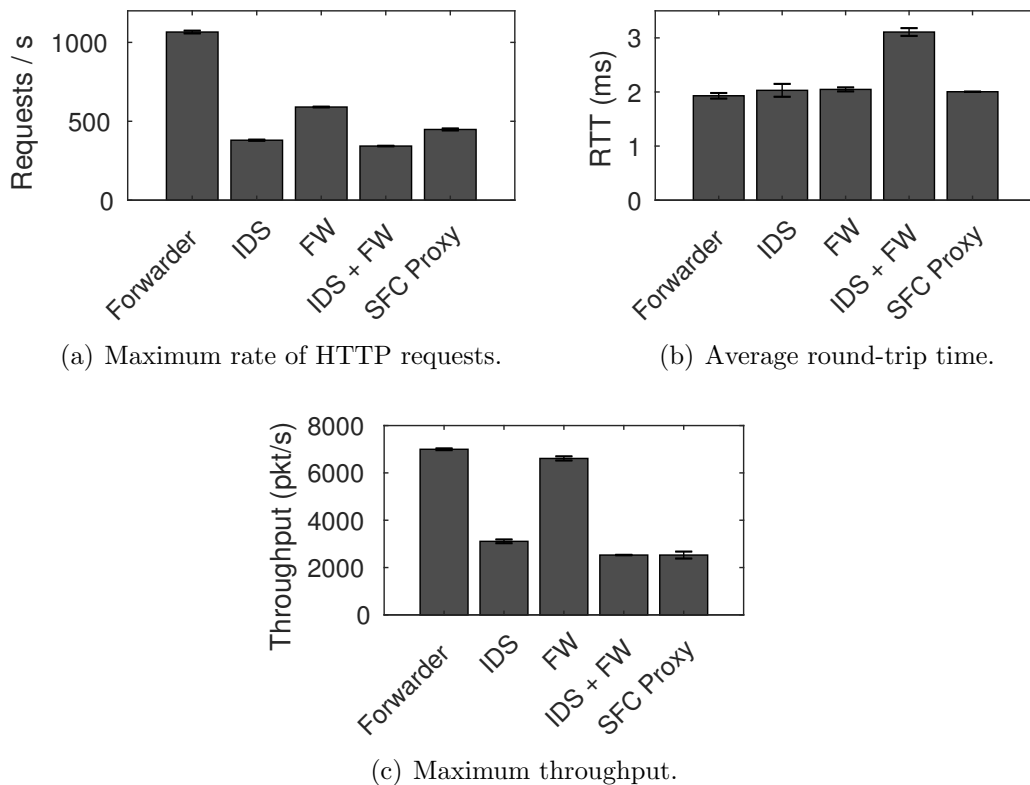 Requests / s
1000
500
0
Forwarder
IDS
FW
IDS + FW
SFC Proxy
(a) Maximum rate of HTTP requests.
RTT (ms)
3
2
1
0
Forwarder
IDS
FW
IDS + FW
SFC Proxy
(b) Average round-trip time.
Throughput (pkt/s)
8000
6000
4000
2000
0
Forwarder
IDS
FW
IDS + FW
SFC Proxy
(c) Maximum throughput.